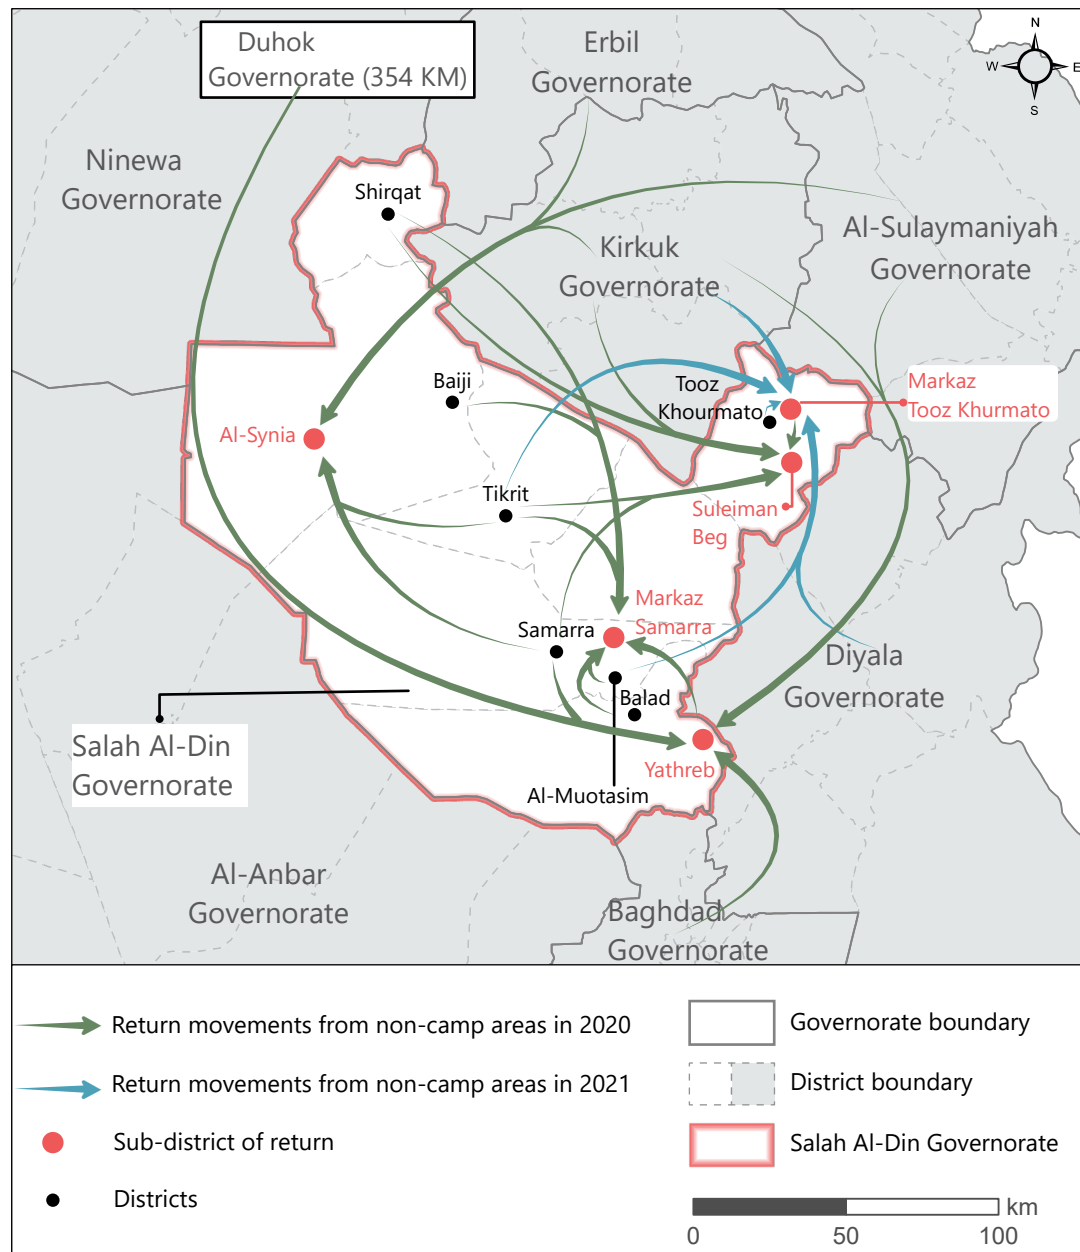 Duhok
Governorate (354 KM)
Erbil
Governorate
N
W
E
S
Ninewa
Governorate
Shirqat
Kirkuk
Governorate
Al-Sulaymaniyah
Governorate
Baiji
Tooz
Khourmato
Markaz
Tooz Khurmato
Al-Synia
Tikrit
Suleiman
Beg
Markaz
Samarra
Samarra
Diyala
Governorate
Balad
Salah Al-Din
Governorate
Yathreb
Al-Muotasim
Al-Anbar
Governorate
Baghdad
Governorate
Return movements from non-camp areas in 2020
Return movements from non-camp areas in 2021
Sub-district of return
Districts
Governorate boundary
District boundary
Salah Al-Din Governorate
km
0 50 100